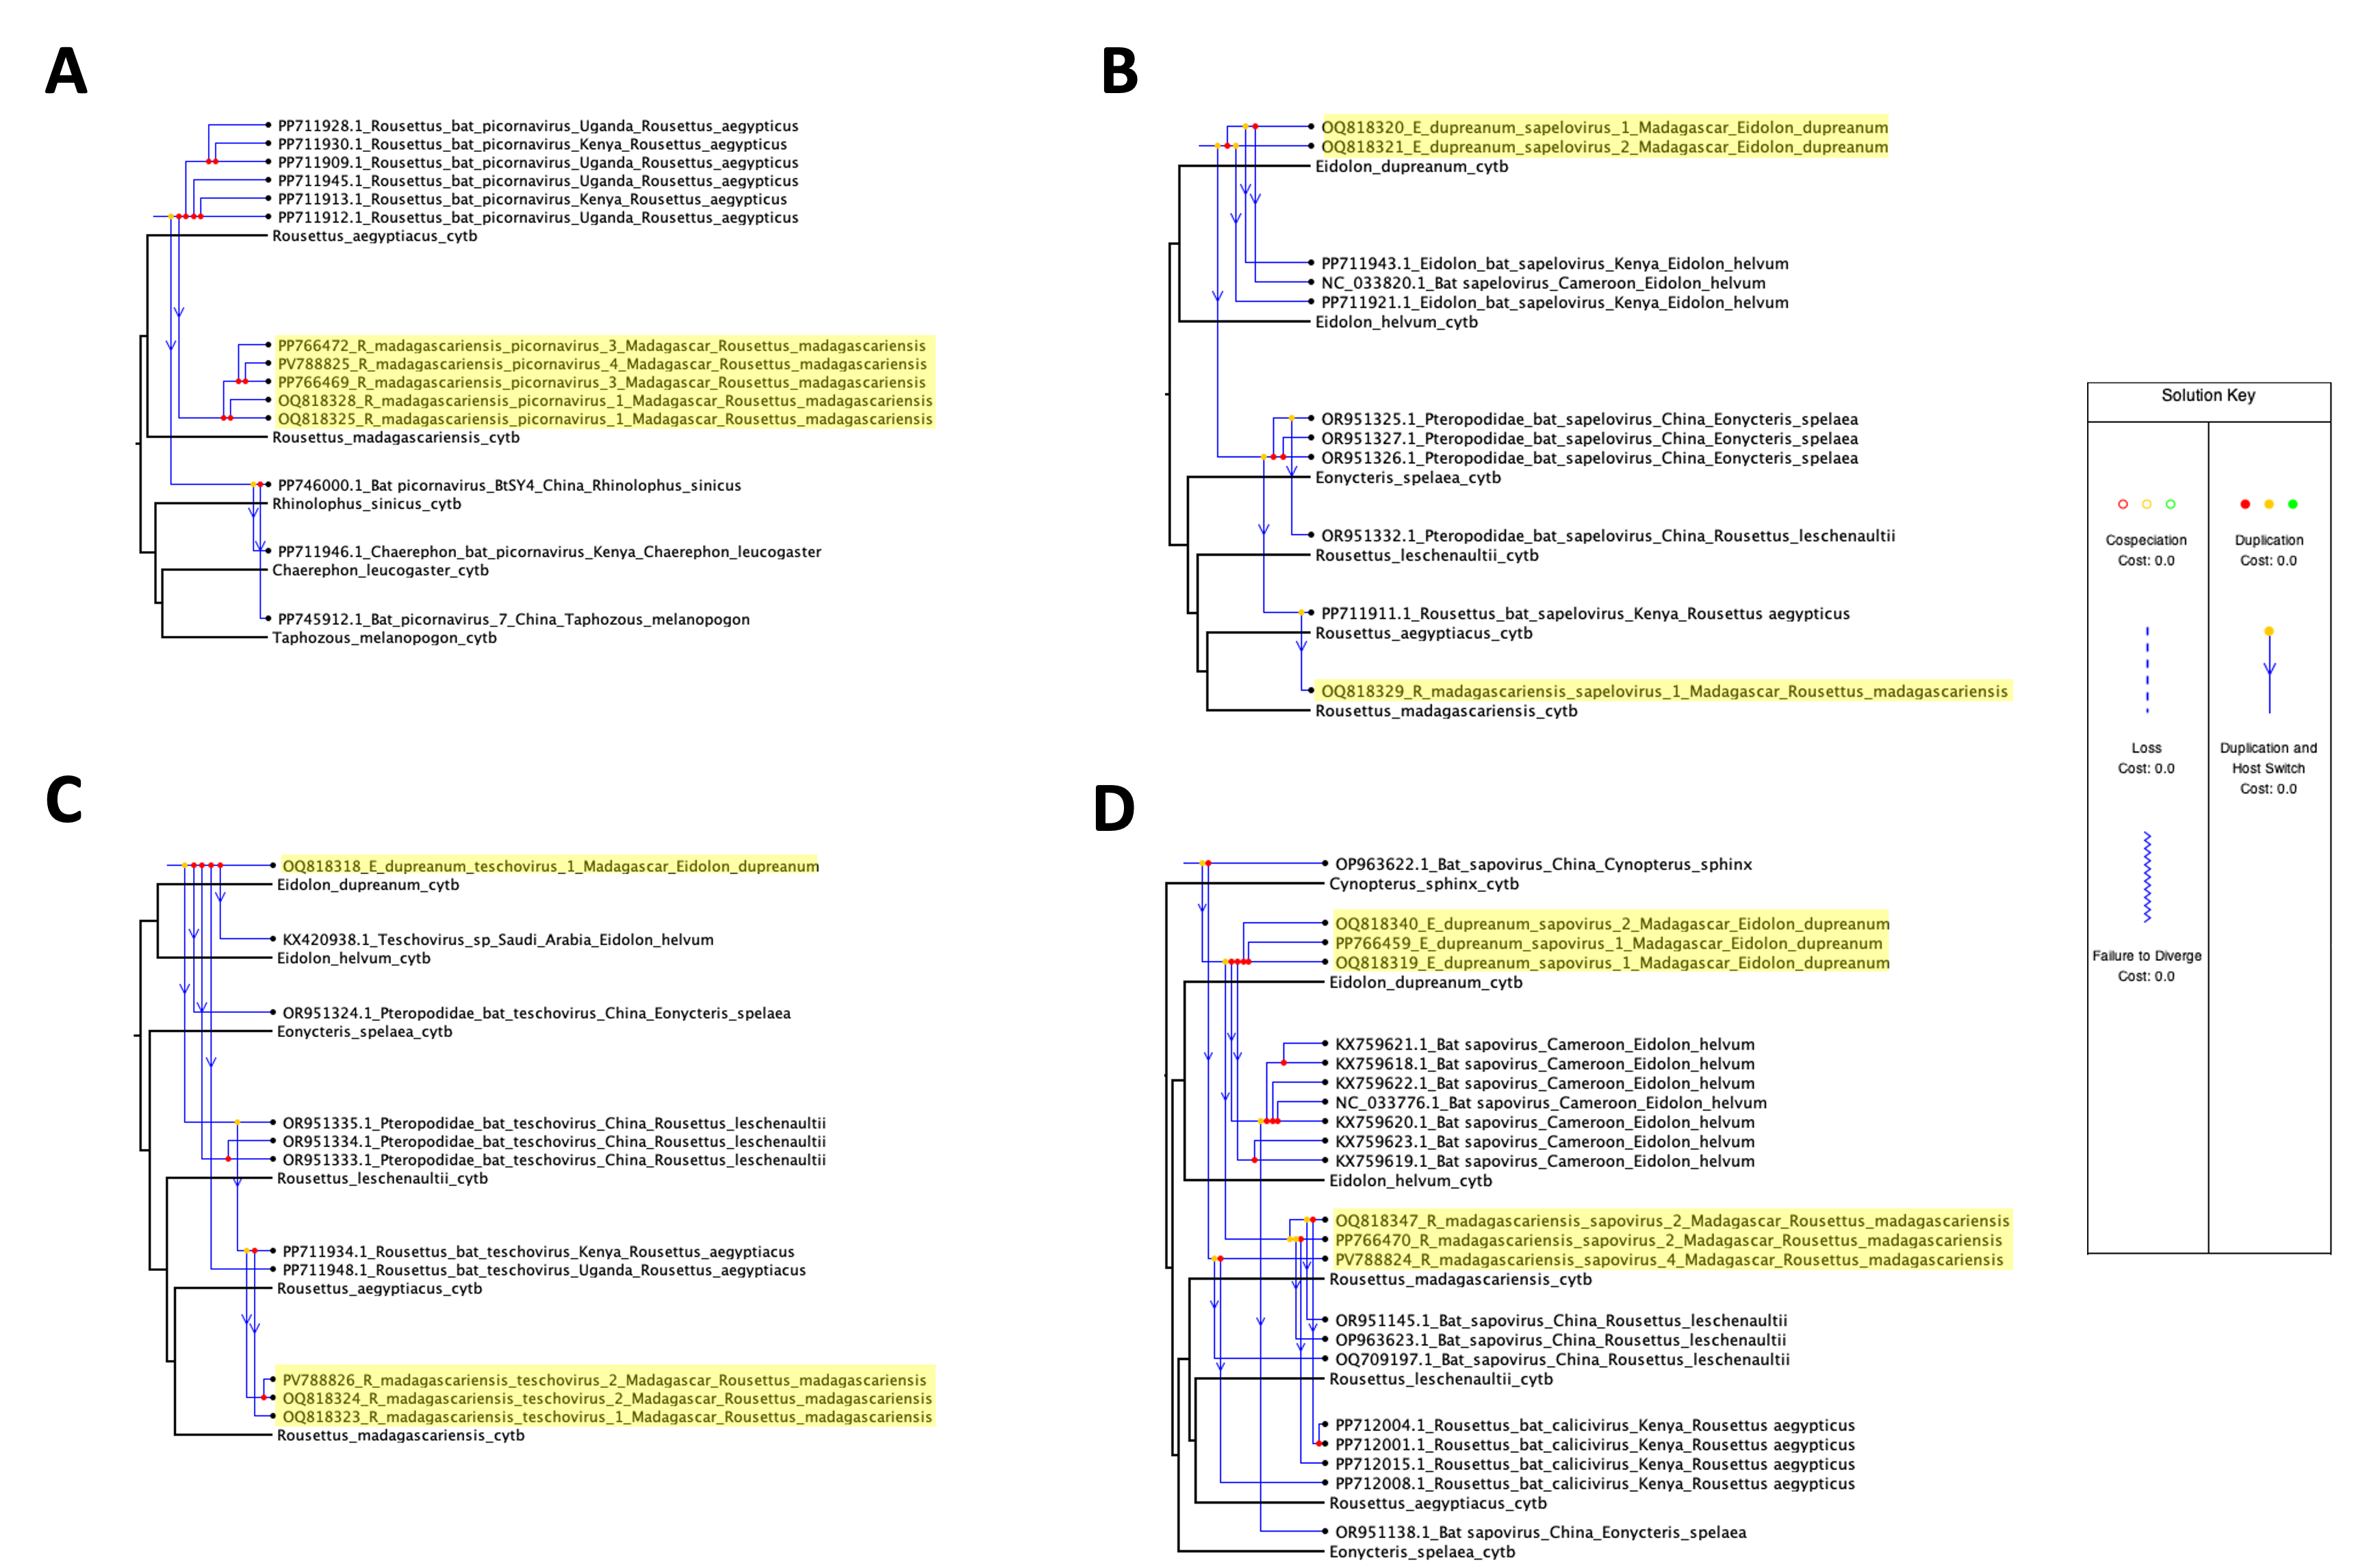 A
PP711928.1_Rousettus_bat_picornavirus_Uganda_Rousettus_aegypticus
PP711930.1_Rousettus_bat_picornavirus_Kenya_Rousettus_aegypticus
PP711909.1_Rousettus_bat_picornavirus_Uganda_Rousettus_aegypticus
PP711945.1_Rousettus_bat_picornavirus_Uganda_Rousettus_aegypticus
PP711913.1_Rousettus_bat_picornavirus_Kenya_Rousettus_aegypticus
PP711912.1_Rousettus_bat_picornavirus_Uganda_Rousettus_aegypticus
Rousettus_aegyptiacus_cytb
PP766472_R_madagascariensis_picornavirus_3_Madagascar_Rousettus_madagascariensis
PV788825_R_madagascariensis_picornavirus_4_Madagascar_Rousettus_madagascariensis
PP766469_R_madagascariensis_picornavirus_3_Madagascar_Rousettus_madagascariensis
OQ818328_R_madagascariensis_picornavirus_1_Madagascar_Rousettus_madagascariensis
OQ818325_R_madagascariensis_picornavirus_1_Madagascar_Rousettus_madagascariensis
Rousettus_madagascariensis_cytb
PP746000.1_Bat picornavirus_BtSY4_China_Rhinolophus_sinicus
Rhinolophus_sinicus_cytb
PP711946.1_Chaerephon_bat_picornavirus_Kenya_Chaerephon_leucogaster
Chaerephon_leucogaster_cytb
PP745912.1_Bat_picornavirus_7_China_Taphozous_melanopogon
Taphozous_melanopogon_cytb
B
OQ818320_E_dupreanum_sapelovirus_1_Madagascar_Eidolon_dupreanum
OQ818321_E_dupreanum_sapelovirus_2_Madagascar_Eidolon_dupreanum
Eidolon_dupreanum_cytb
PP711943.1_Eidolon_bat_sapelovirus_Kenya_Eidolon_helvum
NC_033820.1_Bat sapelovirus_Cameroon_Eidolon_helvum
PP711921.1_Eidolon_bat_sapelovirus_Kenya_Eidolon_helvum
Eidolon_helvum_cytb
OR951325.1_Pteropodidae_bat_sapelovirus_China_Eonycteris_spelaea
OR951327.1_Pteropodidae_bat_sapelovirus_China_Eonycteris_spelaea
OR951326.1_Pteropodidae_bat_sapelovirus_China_Eonycteris_spelaea
Eonycteris_spelaea_cytb
OR951332.1_Pteropodidae_bat_sapelovirus_China_Rousettus_leschenaultii
Rousettus_leschenaultii_cytb
PP711911.1_Rousettus_bat_sapelovirus_Kenya_Rousettus aegypticus
Rousettus_aegyptiacus_cytb
OQ818329_R_madagascariensis_sapelovirus_1_Madagascar_Rousettus_madagascariensis
Rousettus_madagascariensis_cytb
C
OQ818318_E_dupreanum_teschovirus_1_Madagascar_Eidolon_dupreanum
Eidolon_dupreanum_cytb
KX420938.1_Teschovirus_sp_Saudi_Arabia_Eidolon_helvum
Eidolon_helvum_cytb
OR951324.1_Pteropodidae_bat_teschovirus_China_Eonycteris_spelaea
Eonycteris_spelaea_cytb
OR951335.1_Pteropodidae_bat_teschovirus_China_Rousettus_leschenaultii
OR951334.1_Pteropodidae_bat_teschovirus_China_Rousettus_leschenaultii
OR951333.1_Pteropodidae_bat_teschovirus_China_Rousettus_leschenaultii
Rousettus_leschenaultii_cytb
PP711934.1_Rousettus_bat_teschovirus_Kenya_Rousettus_aegyptiacus
PP711948.1_Rousettus_bat_teschovirus_Uganda_Rousettus_aegyptiacus
Rousettus_aegyptiacus_cytb
PV788826_R_madagascariensis_teschovirus_2_Madagascar_Rousettus_madagascariensis
OQ818324_R_madagascariensis_teschovirus_2_Madagascar_Rousettus_madagascariensis
OQ818323_R_madagascariensis_teschovirus_1_Madagascar_Rousettus_madagascariensis
Rousettus_madagascariensis_cytb
D
OP963622.1_Bat_sapovirus_China_Cynopterus_sphinx
Cynopterus_sphinx_cytb
OQ818340_E_dupreanum_sapovirus_2_Madagascar_Eidolon_dupreanum
PP766459_E_dupreanum_sapovirus_1_Madagascar_Eidolon_dupreanum
OQ818319_E_dupreanum_sapovirus_1_Madagascar_Eidolon_dupreanum
Eidolon_dupreanum_cytb
KX759621.1_Bat sapovirus_Cameroon_Eidolon_helvum
KX759618.1_Bat sapovirus_Cameroon_Eidolon_helvum
KX759622.1_Bat sapovirus_Cameroon_Eidolon_helvum
NC_033776.1_Bat sapovirus_Cameroon_Eidolon_helvum
KX759620.1_Bat sapovirus_Cameroon_Eidolon_helvum
KX759623.1_Bat sapovirus_Cameroon_Eidolon_helvum
KX759619.1_Bat sapovirus_Cameroon_Eidolon_helvum
Eidolon_helvum_cytb
OQ818347_R_madagascariensis_sapovirus_2_Madagascar_Rousettus_madagascariensis
PP766470_R_madagascariensis_sapovirus_2_Madagascar_Rousettus_madagascariensis
PV788824_R_madagascariensis_sapovirus_4_Madagascar_Rousettus_madagascariensis
Rousettus_madagascariensis_cytb
OR951145.1_Bat_sapovirus_China_Rousettus_leschenaultii
OP963623.1_Bat_sapovirus_China_Rousettus_leschenaultii
OQ709197.1_Bat_sapovirus_China_Rousettus_leschenaultii
Rousettus_leschenaultii_cytb
PP712004.1_Rousettus_bat_calicivirus_Kenya_Rousettus aegypticus
PP712001.1_Rousettus_bat_calicivirus_Kenya_Rousettus aegypticus
PP712015.1_Rousettus_bat_calicivirus_Kenya_Rousettus aegypticus
PP712008.1_Rousettus_bat_calicivirus_Kenya_Rousettus aegypticus
Rousettus_aegyptiacus_cytb
OR951138.1_Bat sapovirus_China_Eonycteris_spelaea
Eonycteris_spelaea_cytb
Solution Key
Cospeciation
Cost: 0.0
Duplication
Cost: 0.0
Loss
Cost: 0.0
Duplication and
Host Switch
Cost: 0.0
Failure to Diverge
Cost: 0.0